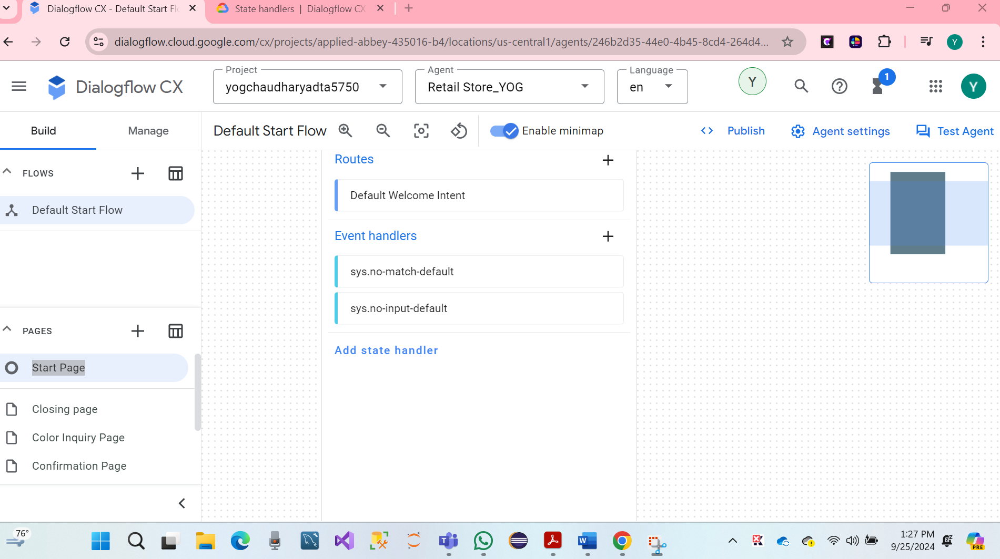 Dialogflow CX - Default Start Fl
State handlers | Dialogflow CX
dialogflow.cloud.google.com/cx/projects/applied-abbey-435016-b4/locations/us-central1/agents/246b2d35-44e0-4b45-8cd4-264d4...
Y
Dialogflow CX
Project
yogchaudharyadta5750
Agent
Retail Store_YOG
Language
en
Y
1
Y
Build
Manage
Default Start Flow
Enable minimap
Publish
Agent settings
Test Agent
FLOWS
Default Start Flow
PAGES
Start Page
Closing page
Color Inquiry Page
Confirmation Page
Routes
Default Welcome Intent
Event handlers
sys.no-match-default
sys.no-input-default
Add state handler
76°
1:27 PM
9/25/2024
PRE